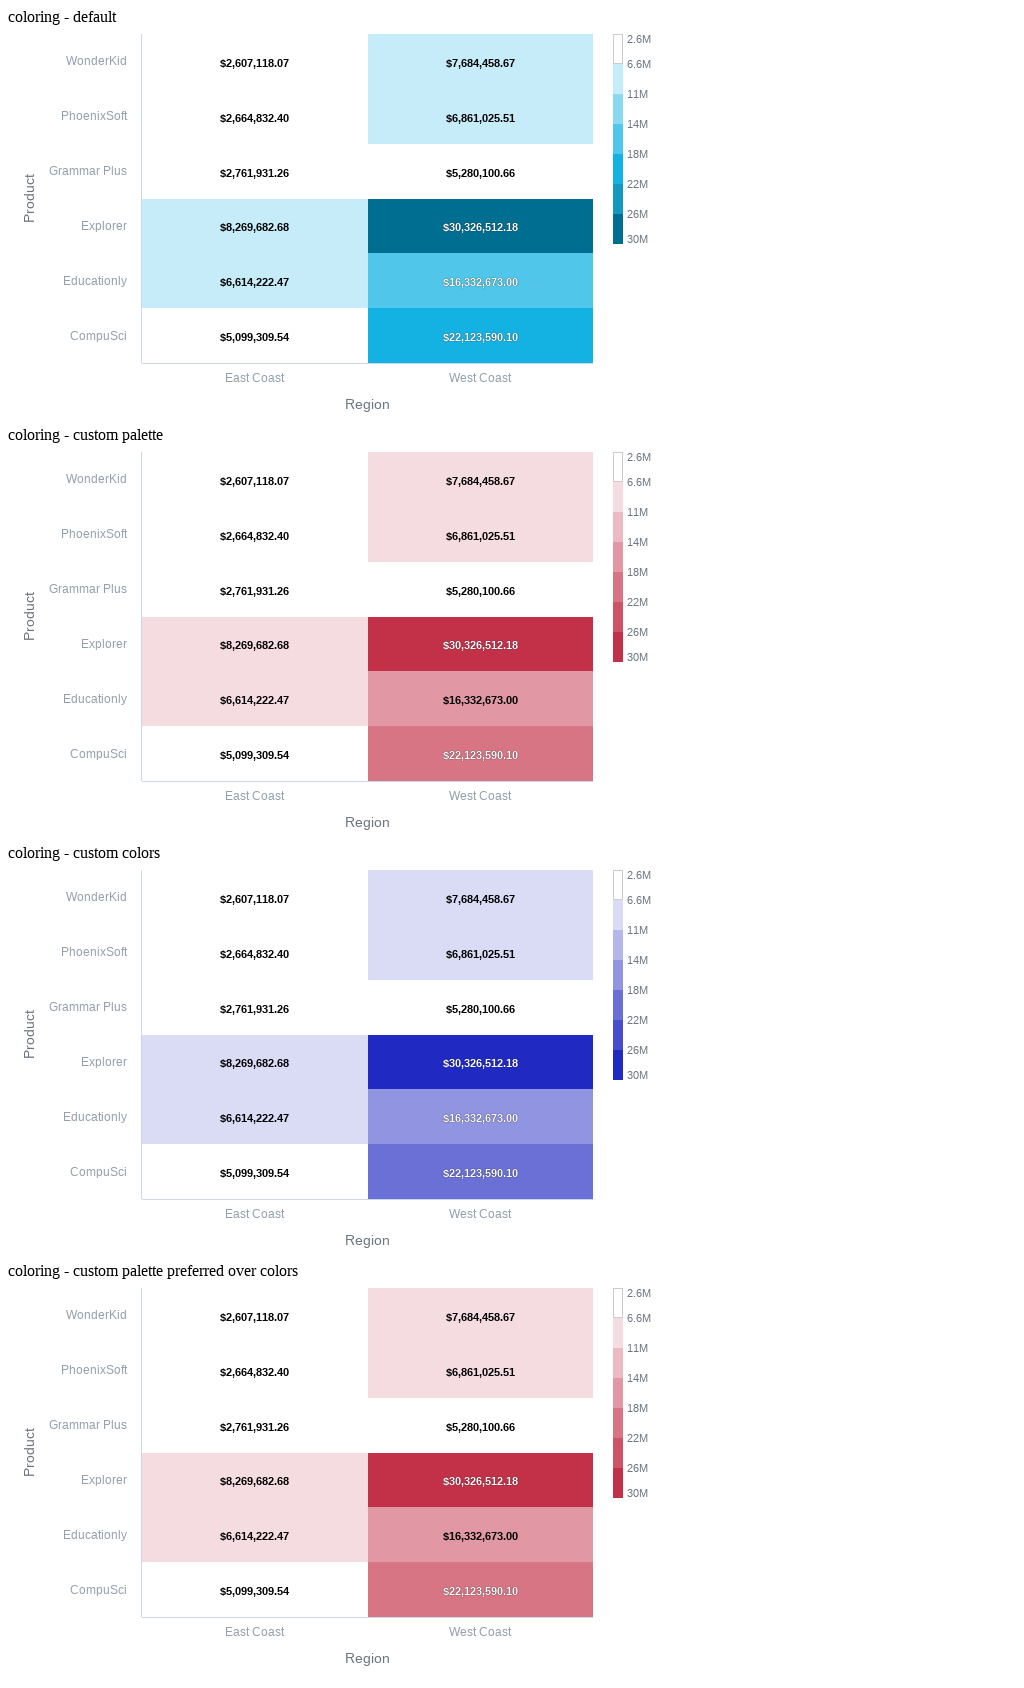 coloring - default
WonderKid $2,607,118.07 $7,684,458.67
PhoenixSoft $2,664,832.40 $6,861,025.51
Grammar Plus $2,761,931.26 $5,280,100.66
Explorer $8,269,682.68 $30,326,512.18
Educationly $6,614,222.47 $16,332,673.00
CompuSci $5,099,309.54 $22,123,590.10
Product
East Coast West Coast
Region
2.6M
6.6M
11M
14M
18M
22M
26M
30M
coloring - custom palette
WonderKid $2,607,118.07 $7,684,458.67
PhoenixSoft $2,664,832.40 $6,861,025.51
Grammar Plus $2,761,931.26 $5,280,100.66
Explorer $8,269,682.68 $30,326,512.18
Educationly $6,614,222.47 $16,332,673.00
CompuSci $5,099,309.54 $22,123,590.10
Product
East Coast West Coast
Region
2.6M
6.6M
11M
14M
18M
22M
26M
30M
coloring - custom colors
WonderKid $2,607,118.07 $7,684,458.67
PhoenixSoft $2,664,832.40 $6,861,025.51
Grammar Plus $2,761,931.26 $5,280,100.66
Explorer $8,269,682.68 $30,326,512.18
Educationly $6,614,222.47 $16,332,673.00
CompuSci $5,099,309.54 $22,123,590.10
Product
East Coast West Coast
Region
2.6M
6.6M
11M
14M
18M
22M
26M
30M
coloring - custom palette preferred over colors
WonderKid $2,607,118.07 $7,684,458.67
PhoenixSoft $2,664,832.40 $6,861,025.51
Grammar Plus $2,761,931.26 $5,280,100.66
Explorer $8,269,682.68 $30,326,512.18
Educationly $6,614,222.47 $16,332,673.00
CompuSci $5,099,309.54 $22,123,590.10
Product
East Coast West Coast
Region
2.6M
6.6M
11M
14M
18M
22M
26M
30M